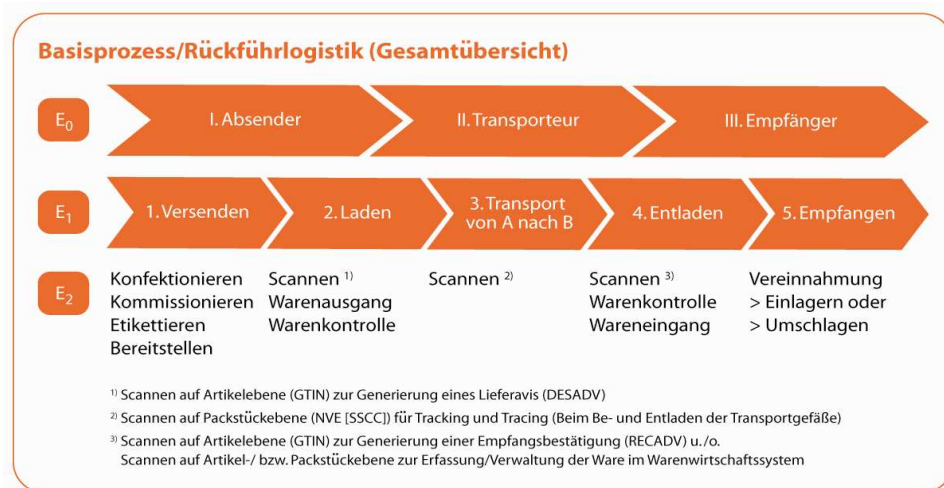 Basisprozess/Rückführlogistik (Gesamtübersicht)
E0
I. Absender
II. Transporteur
III. Empfänger
E1
1. Versenden
2. Laden
3. Transport
von A nach B
4. Entladen
5. Empfangen
E2
Konfektionieren
Kommissionieren
Etikettieren
Bereitstellen
Scannen 1)
Warenausgang
Warenkontrolle
Scannen 2)
Scannen 3)
Warenkontrolle
Wareneingang
Vereinnahmung
> Einlagern oder
> Umschlagen
1) Scannen auf Artikelebene (GTIN) zur Generierung eines Lieferavis (DESADV)
2) Scannen auf Packstückebene (NVE [SSCC]) für Tracking und Tracing (Beim Be- und Entladen der Transportgefäße)
3) Scannen auf Artikelebene (GTIN) zur Generierung einer Empfangsbestätigung (RECADV) u./o.
Scannen auf Artikel-/ bzw. Packstückebene zur Erfassung/Verwaltung der Ware im Warenwirtschaftssystem